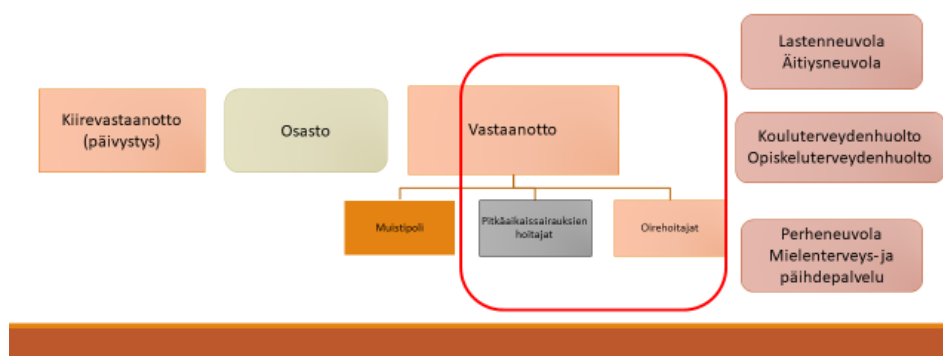 Kiirevastaanotto
(päivystys)
Osasto
Vastaanotto
Muistipoli
Pitkäaikaissairauksien
hoitajat
Oirehoitajat
Lastenneuvola
Äitiysneuvola
Kouluterveydenhuolto
Opiskeluterveydenhuolto
Perheneuvola
Mielenterveys-ja
päihdepalvelu